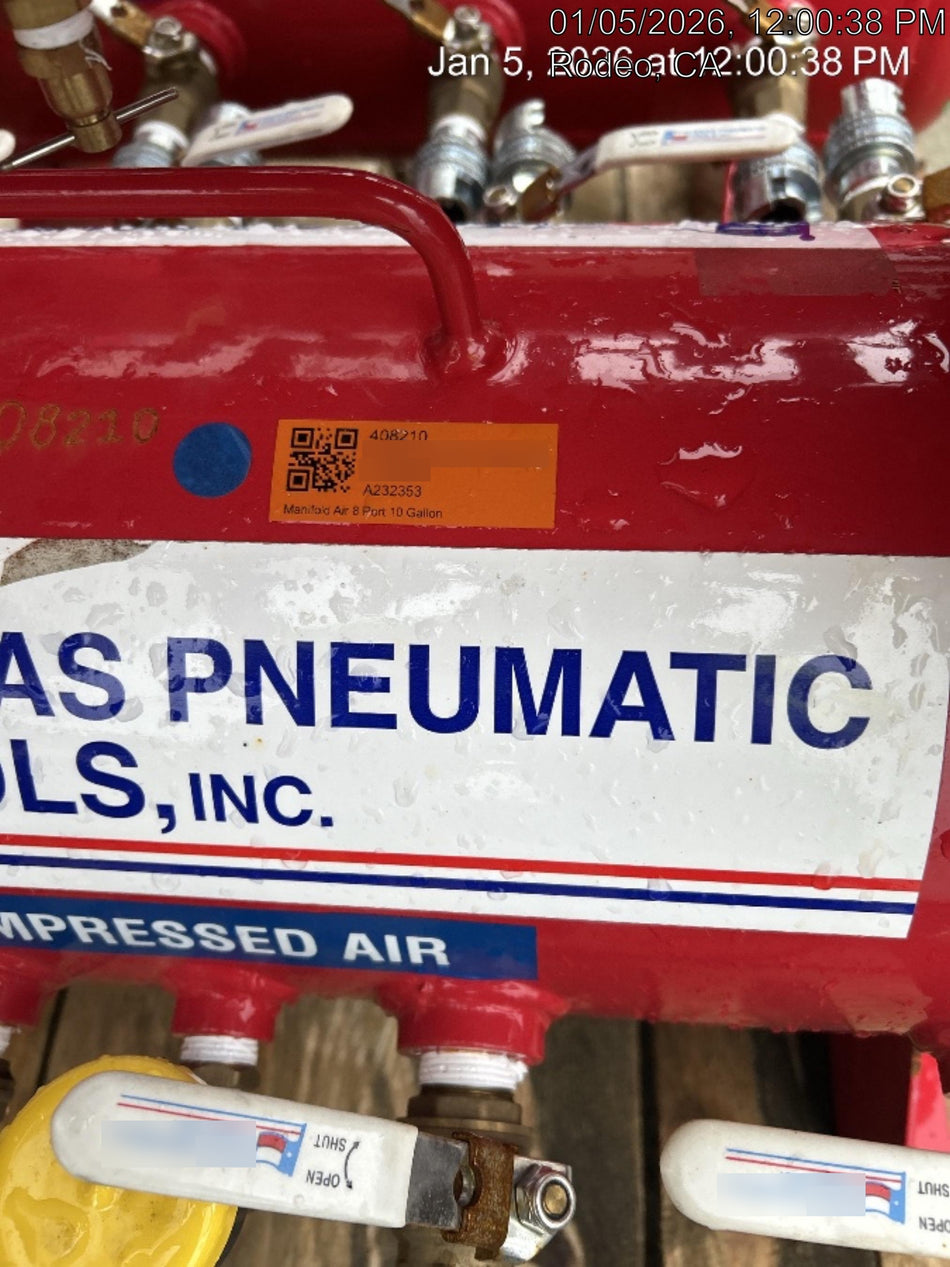 01/05/2026, 12:00:38 PM
Jan 5, 2026 at 12:00:38 PM
Rodeo, CA
08210
408210
A232353
Manifold Air 8 Port 10 Gallon
AS PNEUMATIC
OLS, INC.
MPRESSED AIR
SHUT
OPEN
SHUT
OPEN